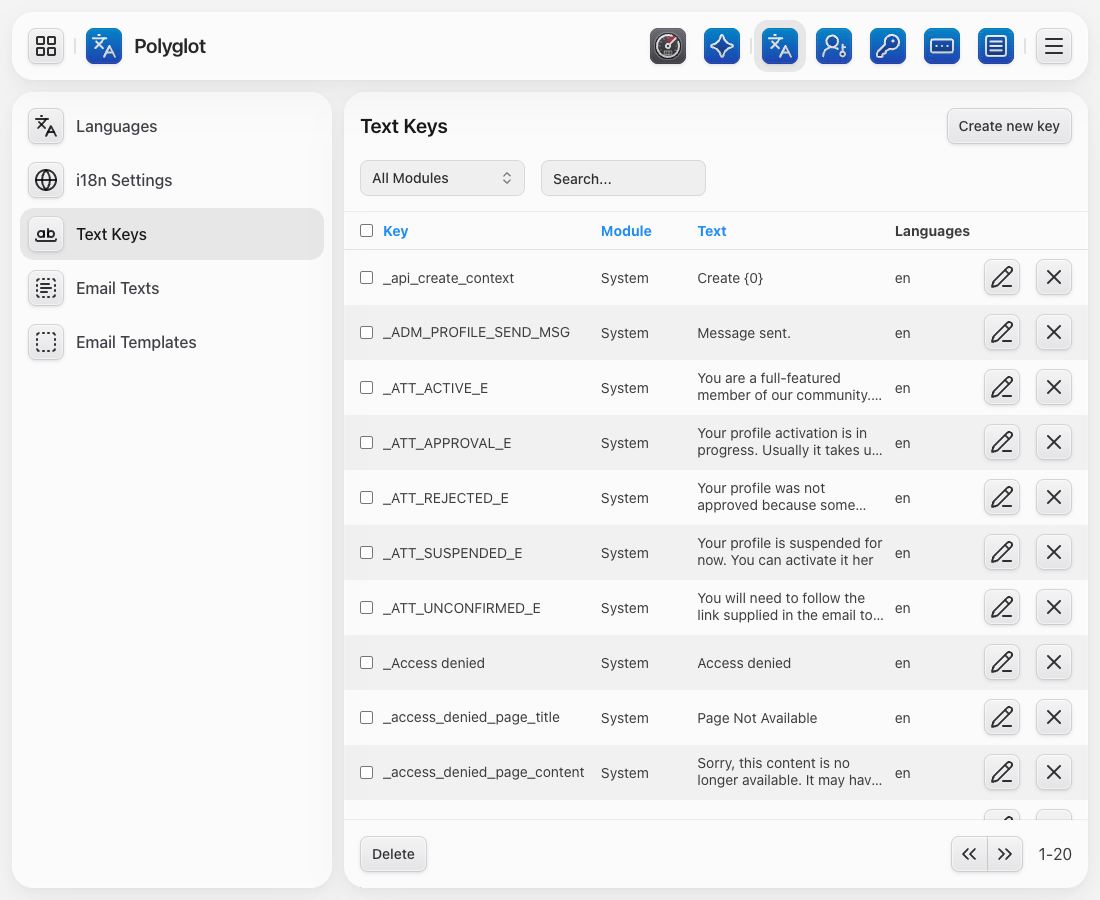 Polyglot
Languages
i18n Settings
ab
Text Keys
Email Texts
Email Templates
Text Keys
Create new key
All Modules
Search...
Key Module Text Languages
_api_create_context System Create {0} en
_ADM_PROFILE_SEND_MSG System Message sent. en
_ATT_ACTIVE_E System You are a full-featured
member of our community.... en
_ATT_APPROVAL_E System Your profile activation is in
progress. Usually it takes u... en
_ATT_REJECTED_E System Your profile was not
approved because some... en
_ATT_SUSPENDED_E System Your profile is suspended for
now. You can activate it her en
_ATT_UNCONFIRMED_E System You will need to follow the
link supplied in the email to... en
_Access denied System Access denied en
_access_denied_page_title System Page Not Available en
_access_denied_page_content System Sorry, this content is no
longer available. It may hav... en
Delete
1-20